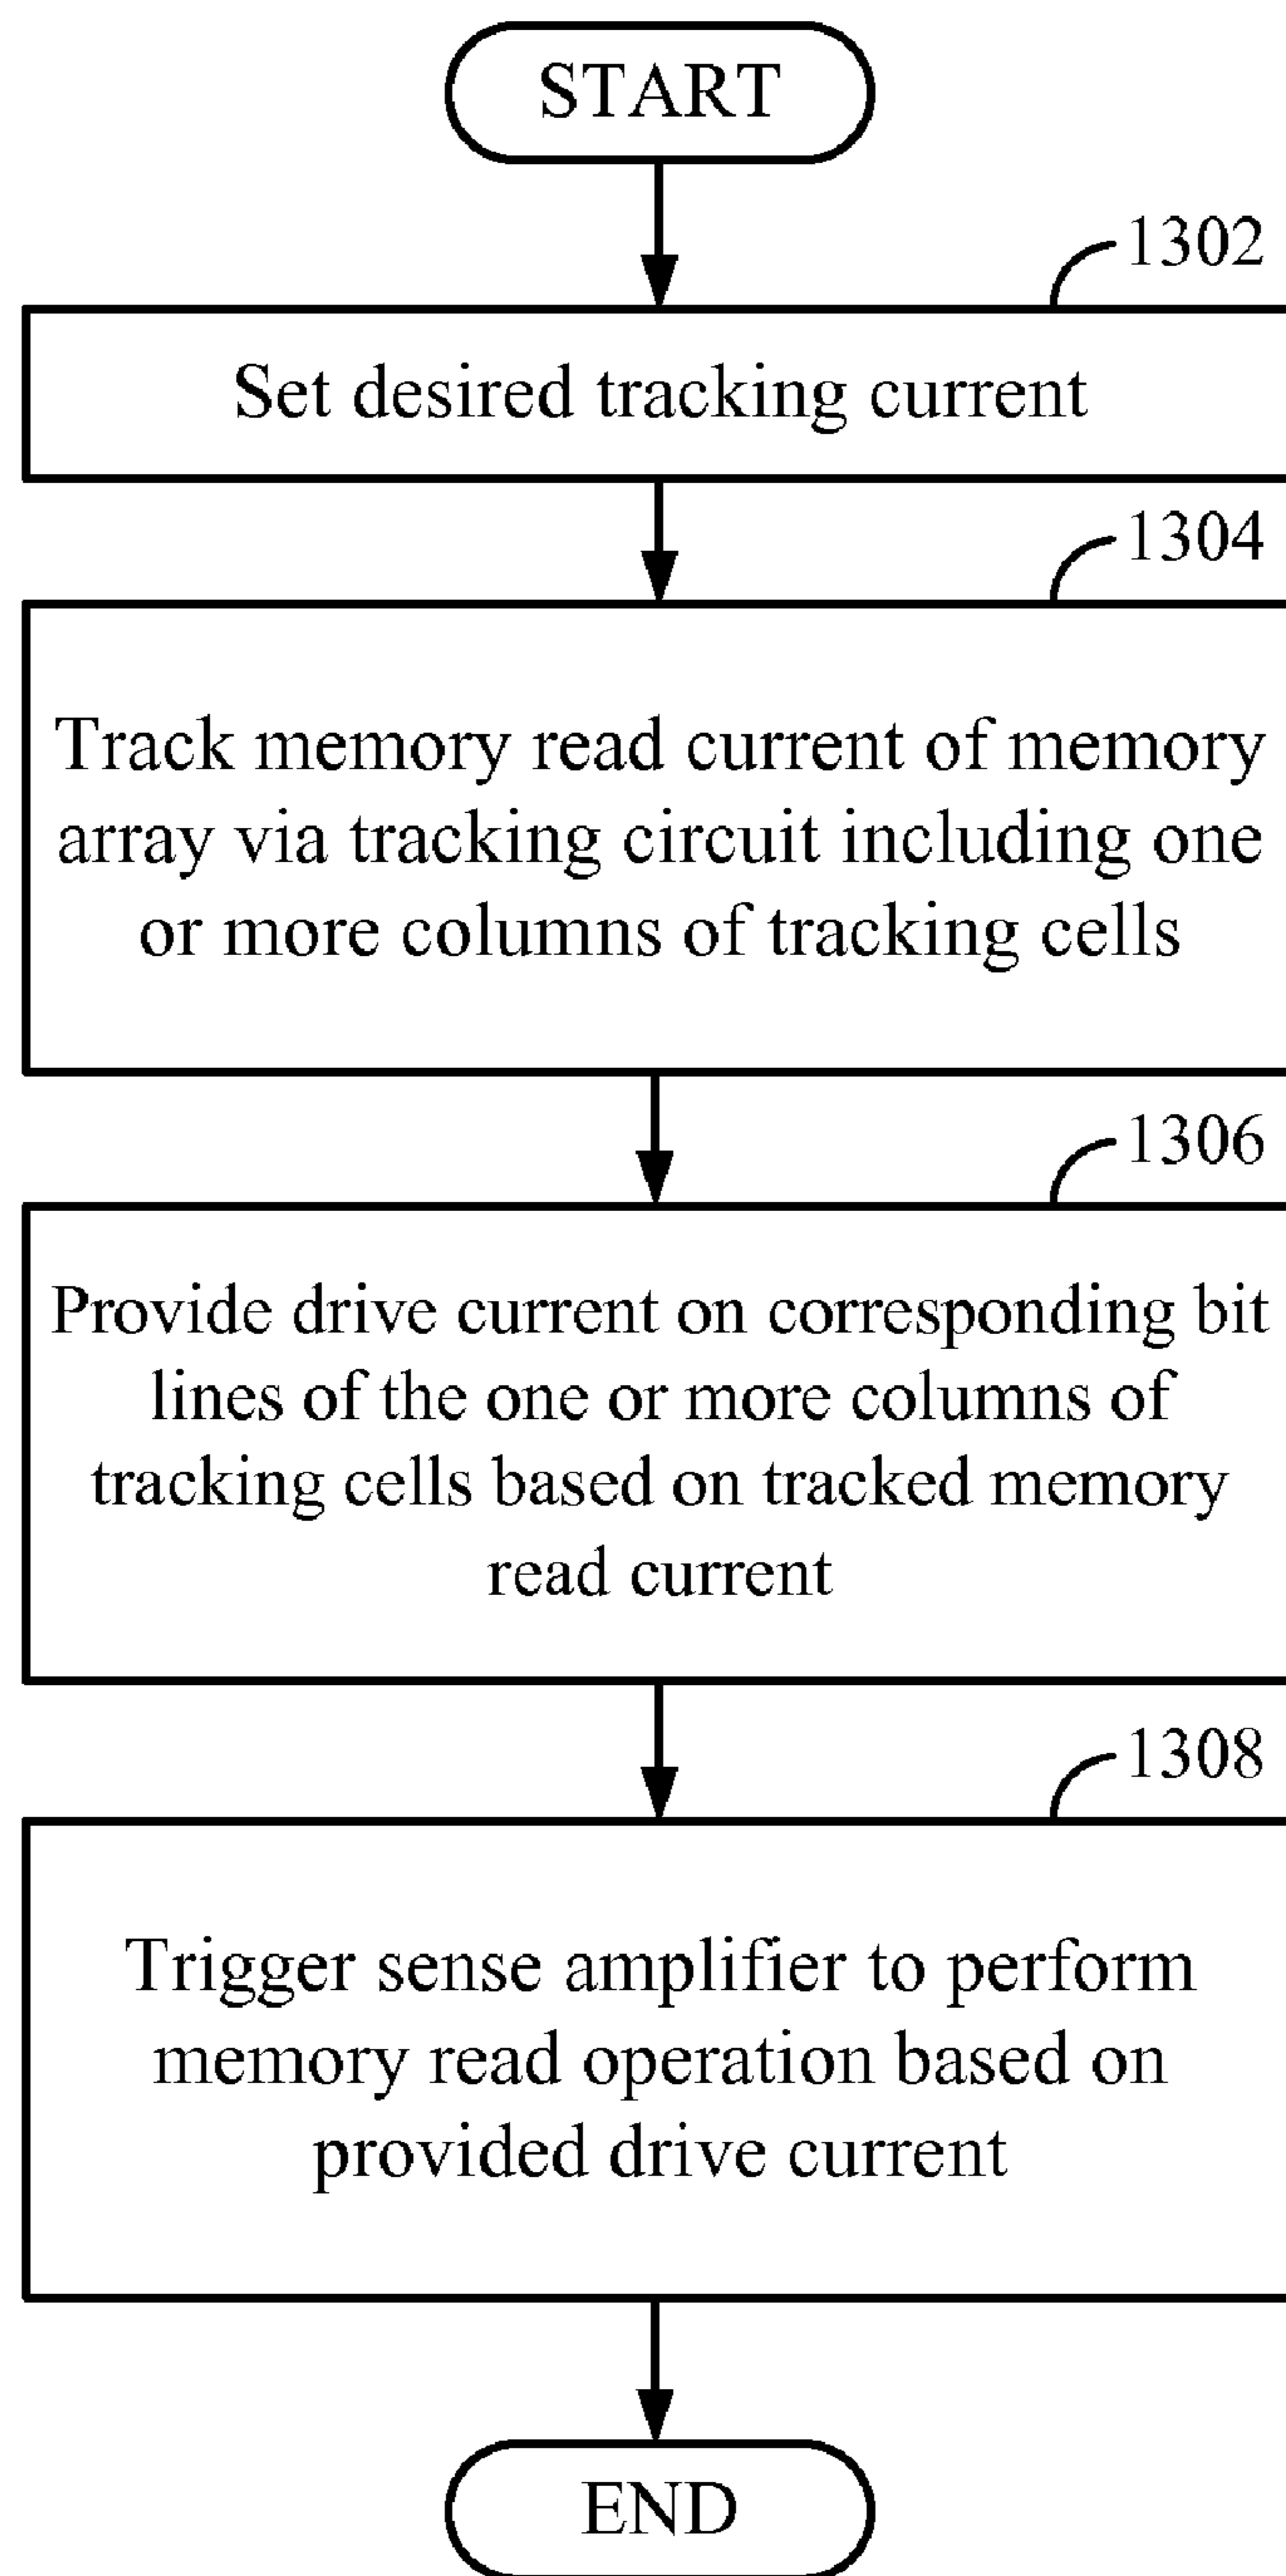 START
1302
Set desired tracking current
1304
Track memory read current of memory
array via tracking circuit including one
or more columns of tracking cells
1306
Provide drive current on corresponding bit
lines of the one or more columns of
tracking cells based on tracked memory
read current
1308
Trigger sense amplifier to perform
memory read operation based on
provided drive current
END